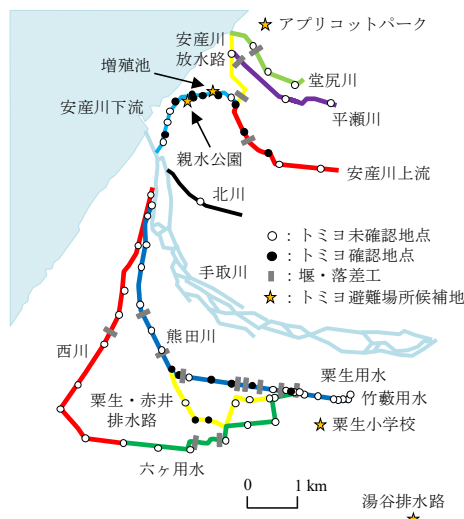 アプリコットパーク
安産川
放水路
増殖池
堂尻川
平瀬川
安産川下流
親水公園
安産川上流
北川
○：トミヨ未確認地点
●：トミヨ確認地点
：堰・落差工
：トミヨ避難場所候補地
手取川
熊田川
西川
粟生用水
竹藪用水
粟生・赤井
排水路
粟生小学校
六ヶ用水
0 1 km
湯谷排水路